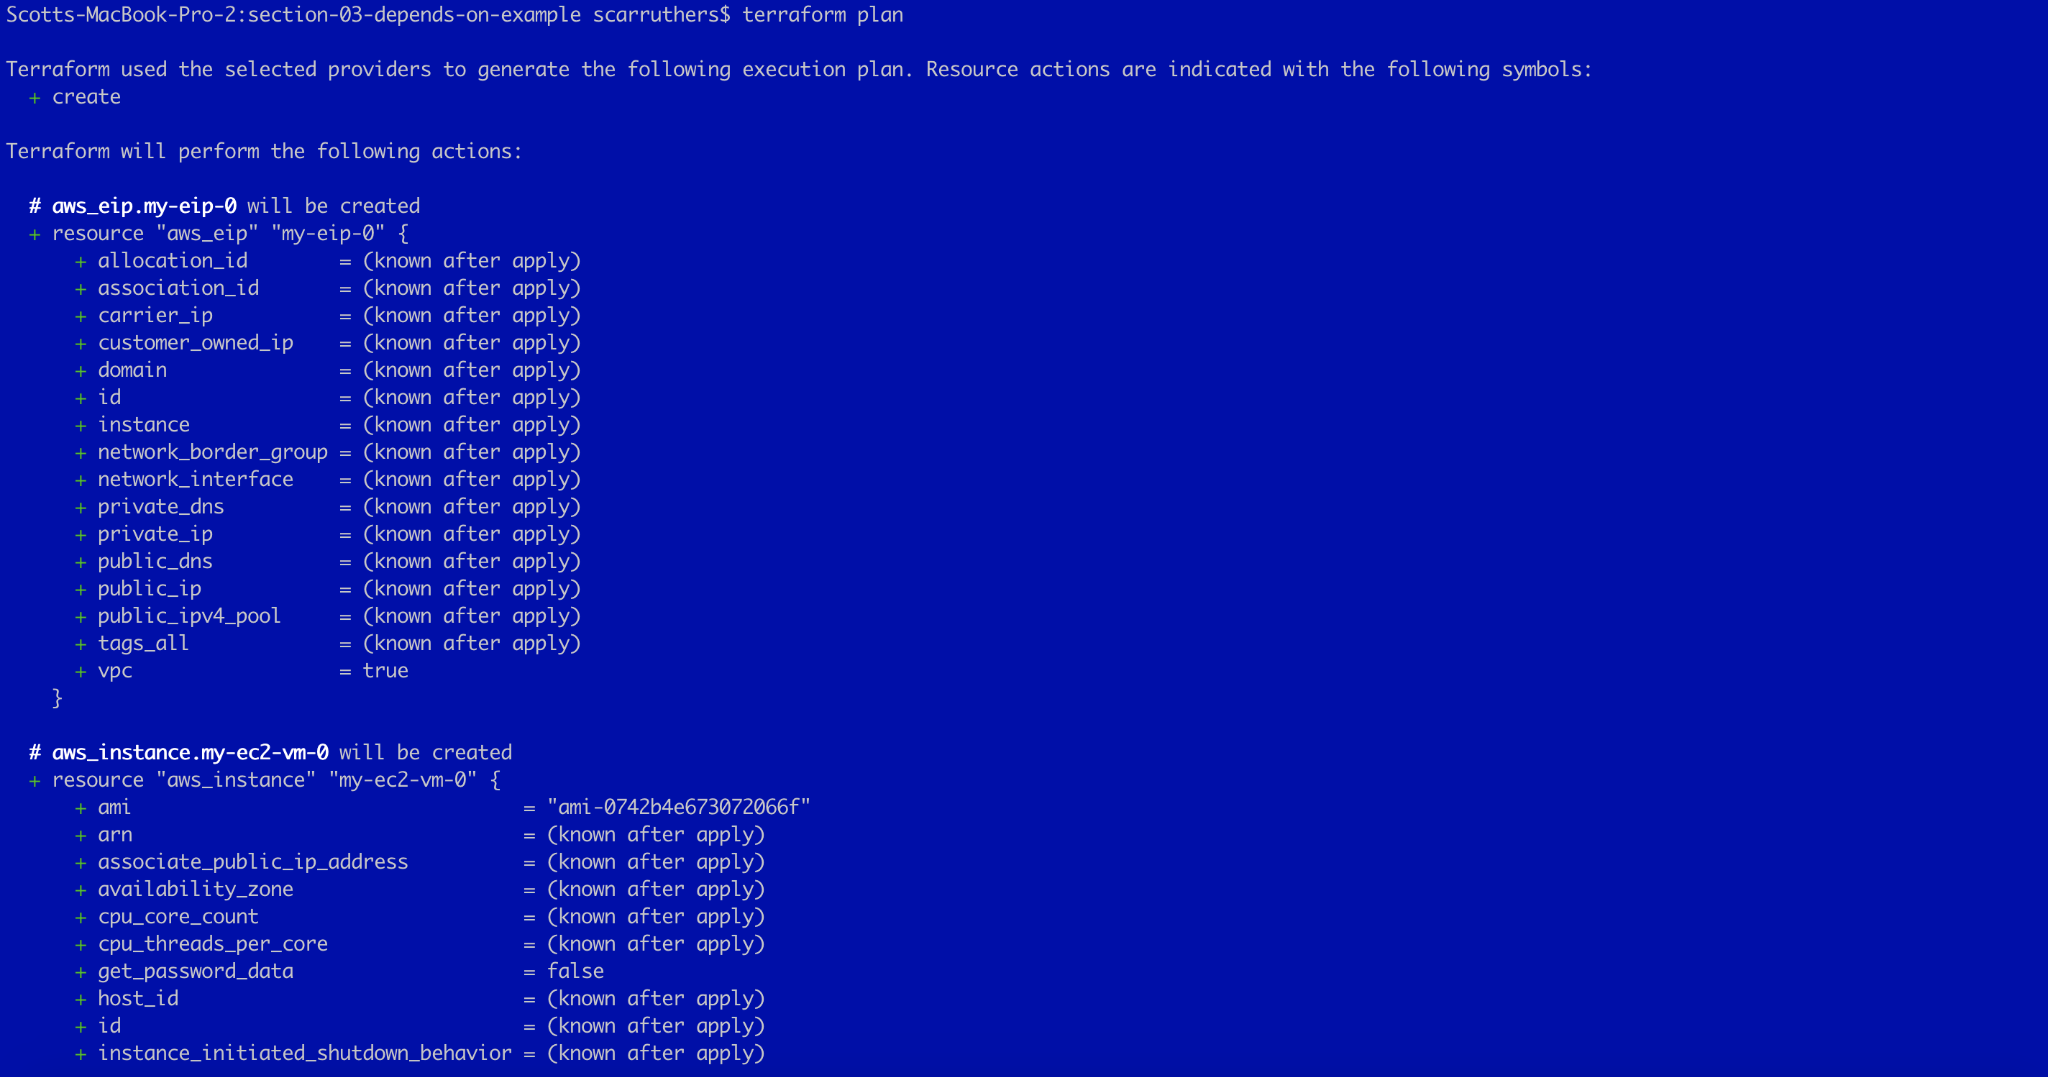 Scotts-MacBook-Pro-2:section-03-depends-on-example scarruthers$ terraform plan
Terraform used the selected providers to generate the following execution plan. Resource actions are indicated with the following symbols:
  + create
Terraform will perform the following actions:
  # aws_eip.my-eip-0 will be created
  + resource "aws_eip" "my-eip-0" {
      + allocation_id        = (known after apply)
      + association_id       = (known after apply)
      + carrier_ip           = (known after apply)
      + customer_owned_ip    = (known after apply)
      + domain               = (known after apply)
      + id                   = (known after apply)
      + instance             = (known after apply)
      + network_border_group = (known after apply)
      + network_interface    = (known after apply)
      + private_dns          = (known after apply)
      + private_ip           = (known after apply)
      + public_dns           = (known after apply)
      + public_ip            = (known after apply)
      + public_ipv4_pool     = (known after apply)
      + tags_all             = (known after apply)
      + vpc                  = true
    }
  # aws_instance.my-ec2-vm-0 will be created
  + resource "aws_instance" "my-ec2-vm-0" {
      + ami                                  = "ami-0742b4e673072066f"
      + arn                                  = (known after apply)
      + associate_public_ip_address          = (known after apply)
      + availability_zone                    = (known after apply)
      + cpu_core_count                       = (known after apply)
      + cpu_threads_per_core                 = (known after apply)
      + get_password_data                    = false
      + host_id                              = (known after apply)
      + id                                   = (known after apply)
      + instance_initiated_shutdown_behavior = (known after apply)